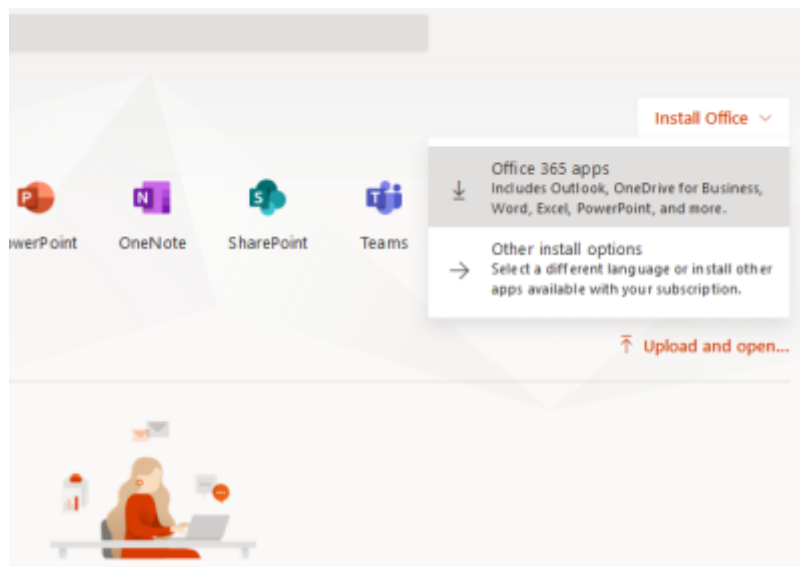 Install Office
Office 365 apps
Includes Outlook, OneDrive for Business,
Word, Excel, PowerPoint, and more.
P
N
S
T
owerPoint
OneNote
SharePoint
Teams
Other install options
Select a different language or install other
apps available with your subscription.
Upload and open...